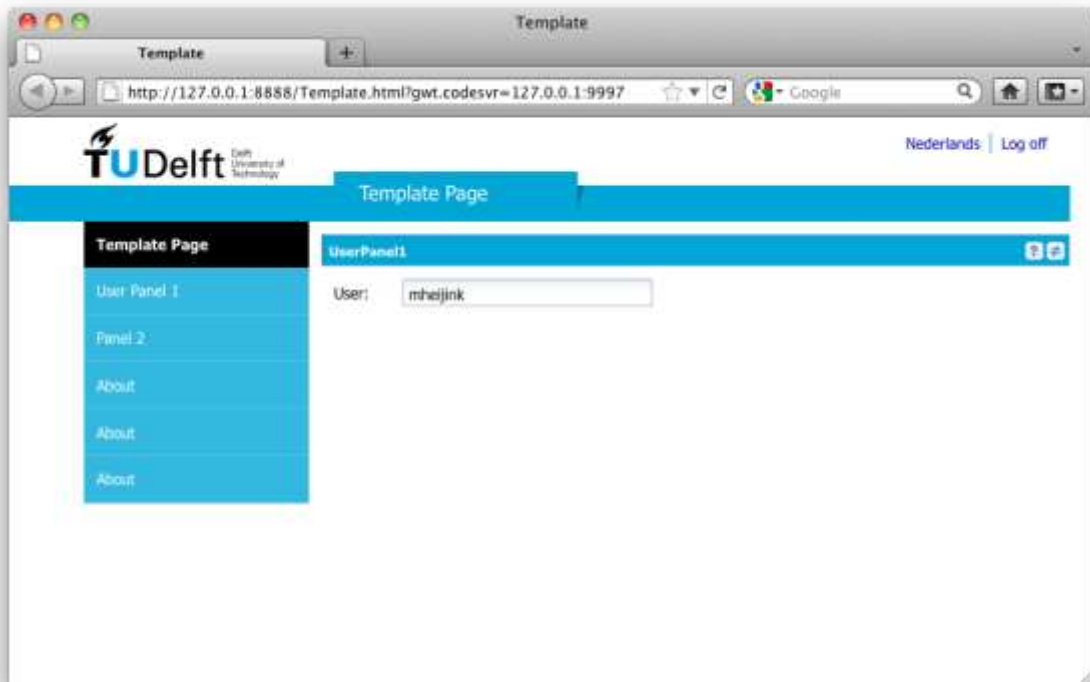 Template
Template
http://127.0.0.1:8888/Template.html?gwt.codesvr=127.0.0.1:9997
Google
TU Delft
Delft
University of
Technology
Nederlands | Log off
Template Page
Template Page
User Panel 1
Panel 2
About
About
About
UserPanel1
User: mheijink